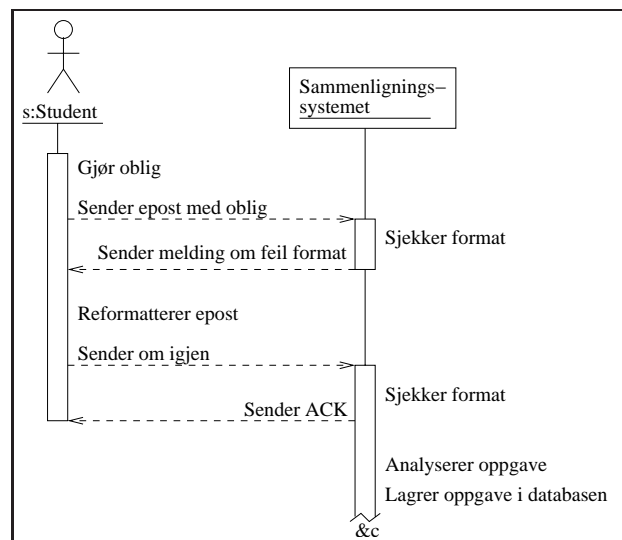 Sammenlignings–
systemet
s:Student
Gjør oblig
Sender epost med oblig
Sjekker format
Sender melding om feil format
Reformatterer epost
Sender om igjen
Sjekker format
Sender ACK
Analyserer oppgave
Lagrer oppgave i databasen
&c